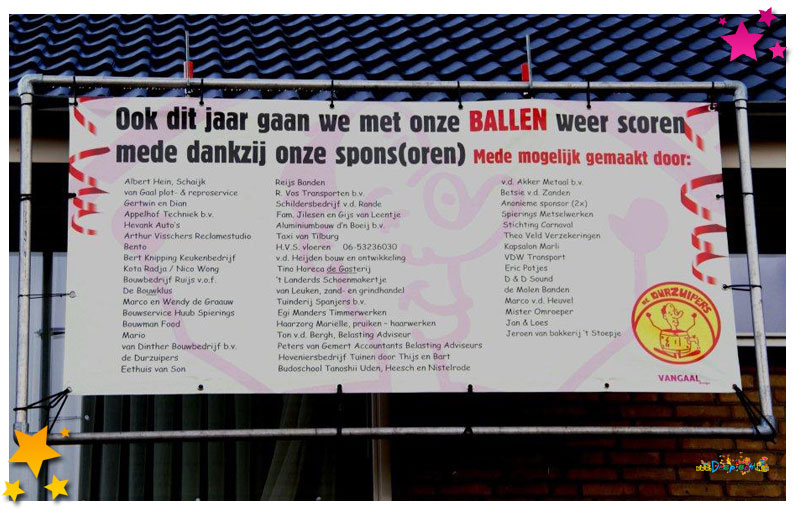 Ook dit jaar gaan we met onze BALLEN weer scoren
mede dankzij onze spons(oren) Mede mogelijk gemaakt door:
Albert Hein, Schaijk
van Gaal plot- & reproservice
Gertwin en Dian
Appelhof Techniek b.v.
Hevank Auto's
Arthur Visschers Reclamestudio
Bento
Bert Knipping Keukenbedrijf
Kota Radja / Nico Wong
Bouwbedrijf Ruijs v.o.f.
De Bouwklus
Marco en Wendy de Graauw
Bouwservice Huub Spierings
Bouwman Food
Mario
van Dinther Bouwbedrijf b.v.
de Durzuipers
Eethuis van Son
Reijs Banden
R. Vos Transporten b.v.
Schildersbedrijf v.d. Rande
Fam. Jilesen en Gijs van Leentje
Aluminiumbouw d'n Boeij b.v.
Taxi van Tilburg
H.V.S. vloeren 06-53236030
v.d. Heijden bouw en ontwikkeling
Tino Horeca de Gasterij
't Landerds Schoenmakertje
van Leuken, zand- en grindhandel
Tuinderij Spanjers b.v.
Egi Manders Timmerwerken
Haarzorg Marielle, pruiken - haarwerken
Ton v.d. Bergh, Belasting Adviseur
Peters van Gemert Accountants Belasting Adviseurs
Hoveniersbedrijf Tuinen door Thijs en Bart
Budoschool Tanoshii Uden, Heesch en Nistelrode
v.d. Akker Metaal b.v.
Betsie v.d. Zanden
Anonieme sponsor (2x)
Spierings Metselwerken
Stichting Carnaval
Theo Veld Verzekeringen
Kapsalon Marli
VDW Transport
Eric Potjes
D & D Sound
de Molen Banden
Marco v.d. Heuvel
Mister Omroeper
Jan & Loes
Jeroen van bakkerij 't Stoepje
DE DURZUIPERS
VANGAAL